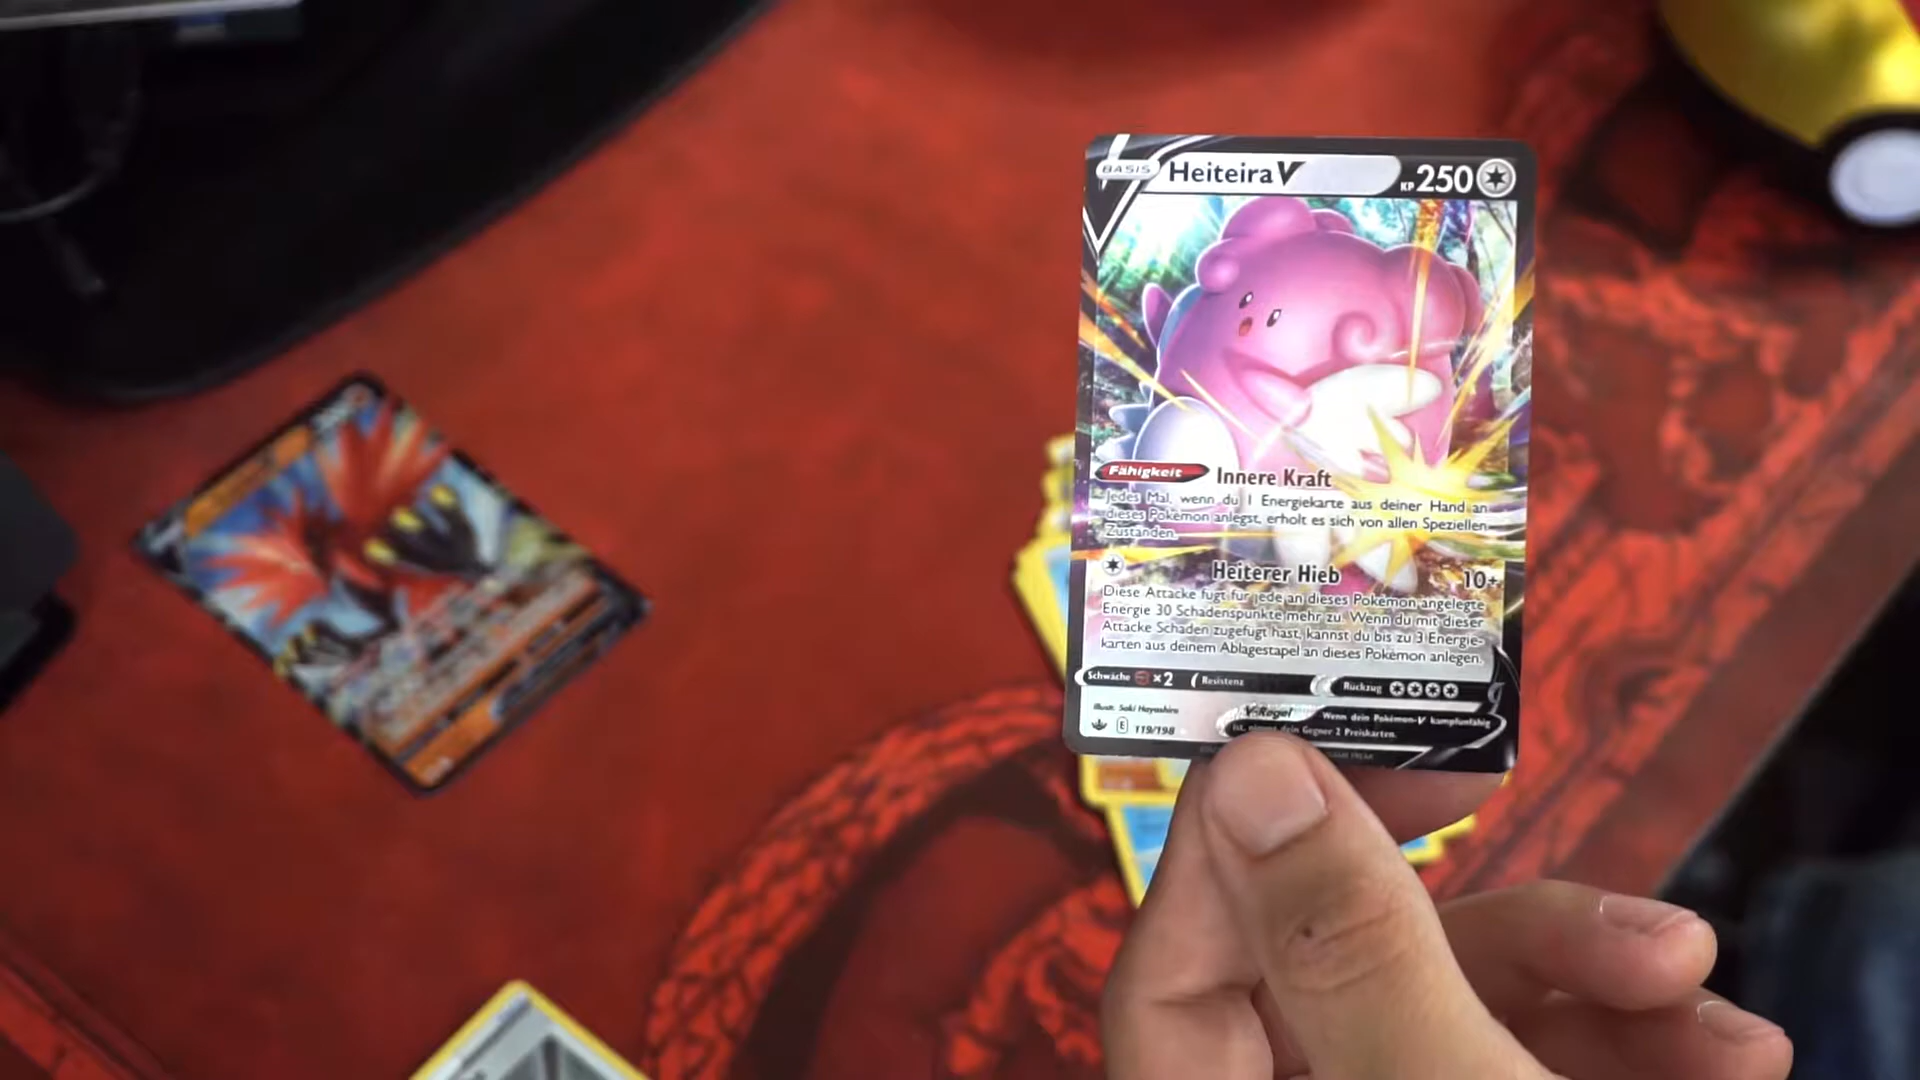 BASIS HeiteiraV KP 250
Fähigkeit Innere Kraft
Jedes Mal, wenn du 1 Energiekarte aus deiner Hand an
dieses Pokémon anlegst, erholt es sich von allen Speziellen
Zuständen.
Heiterer Hieb 10+
Diese Attacke fügt für jede an dieses Pokémon angelegte
Energie 30 Schadenspunkte mehr zu. Wenn du mit dieser
Attacke Schaden zugefügt hast, kannst du bis zu 3 Energie-
karten aus deinem Ablagestapel an dieses Pokémon anlegen.
Schwäche ×2 Resistenz Rückzug
Illus. Saki Hayashiro
V-Regel Wenn dein Pokémon-V kampfunfähig
ist, nimmt dein Gegner 2 Preiskarten.
E 119/198